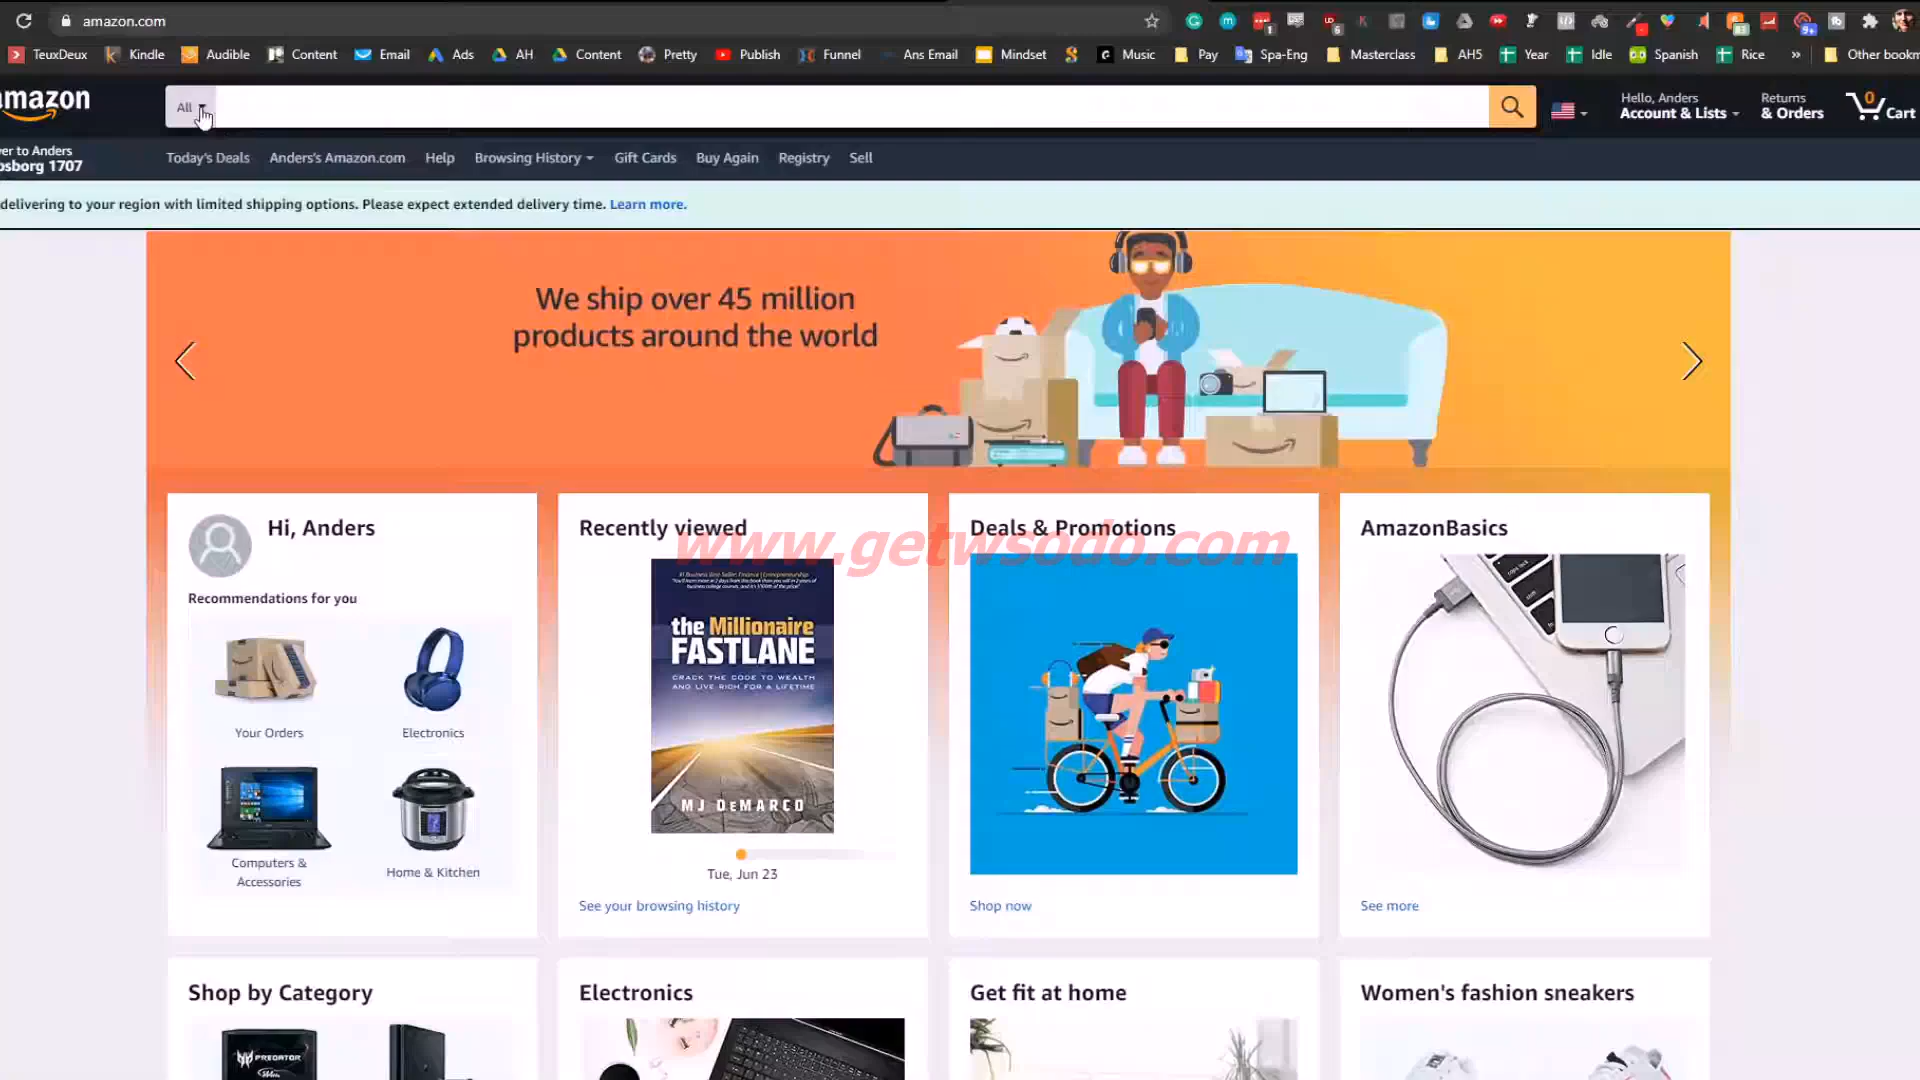 amazon.com
TeuxDeux Kindle Audible Content Email Ads AH Content Pretty Publish Funnel Ans Email Mindset Music Pay Spa-Eng Masterclass AH5 Year Idle Spanish Rice » Other bookm
amazon
All
Hello, Anders
Account & Lists
Returns
& Orders
0
Cart
er to Anders
osborg 1707
Today's Deals Anders's Amazon.com Help Browsing History Gift Cards Buy Again Registry Sell
delivering to your region with limited shipping options. Please expect extended delivery time. Learn more.
We ship over 45 million
products around the world
Hi, Anders
Recommendations for you
Your Orders
Electronics
Computers &
Accessories
Home & Kitchen
Recently viewed
the Millionaire
FASTLANE
CRACK THE CODE TO WEALTH
AND LIVE RICH FOR A LIFETIME
MJ DEMARCO
Tue, Jun 23
See your browsing history
Deals & Promotions
Shop now
AmazonBasics
See more
www.getwsodo.com
Shop by Category
PREDATOR
Electronics
Get fit at home
Women's fashion sneakers